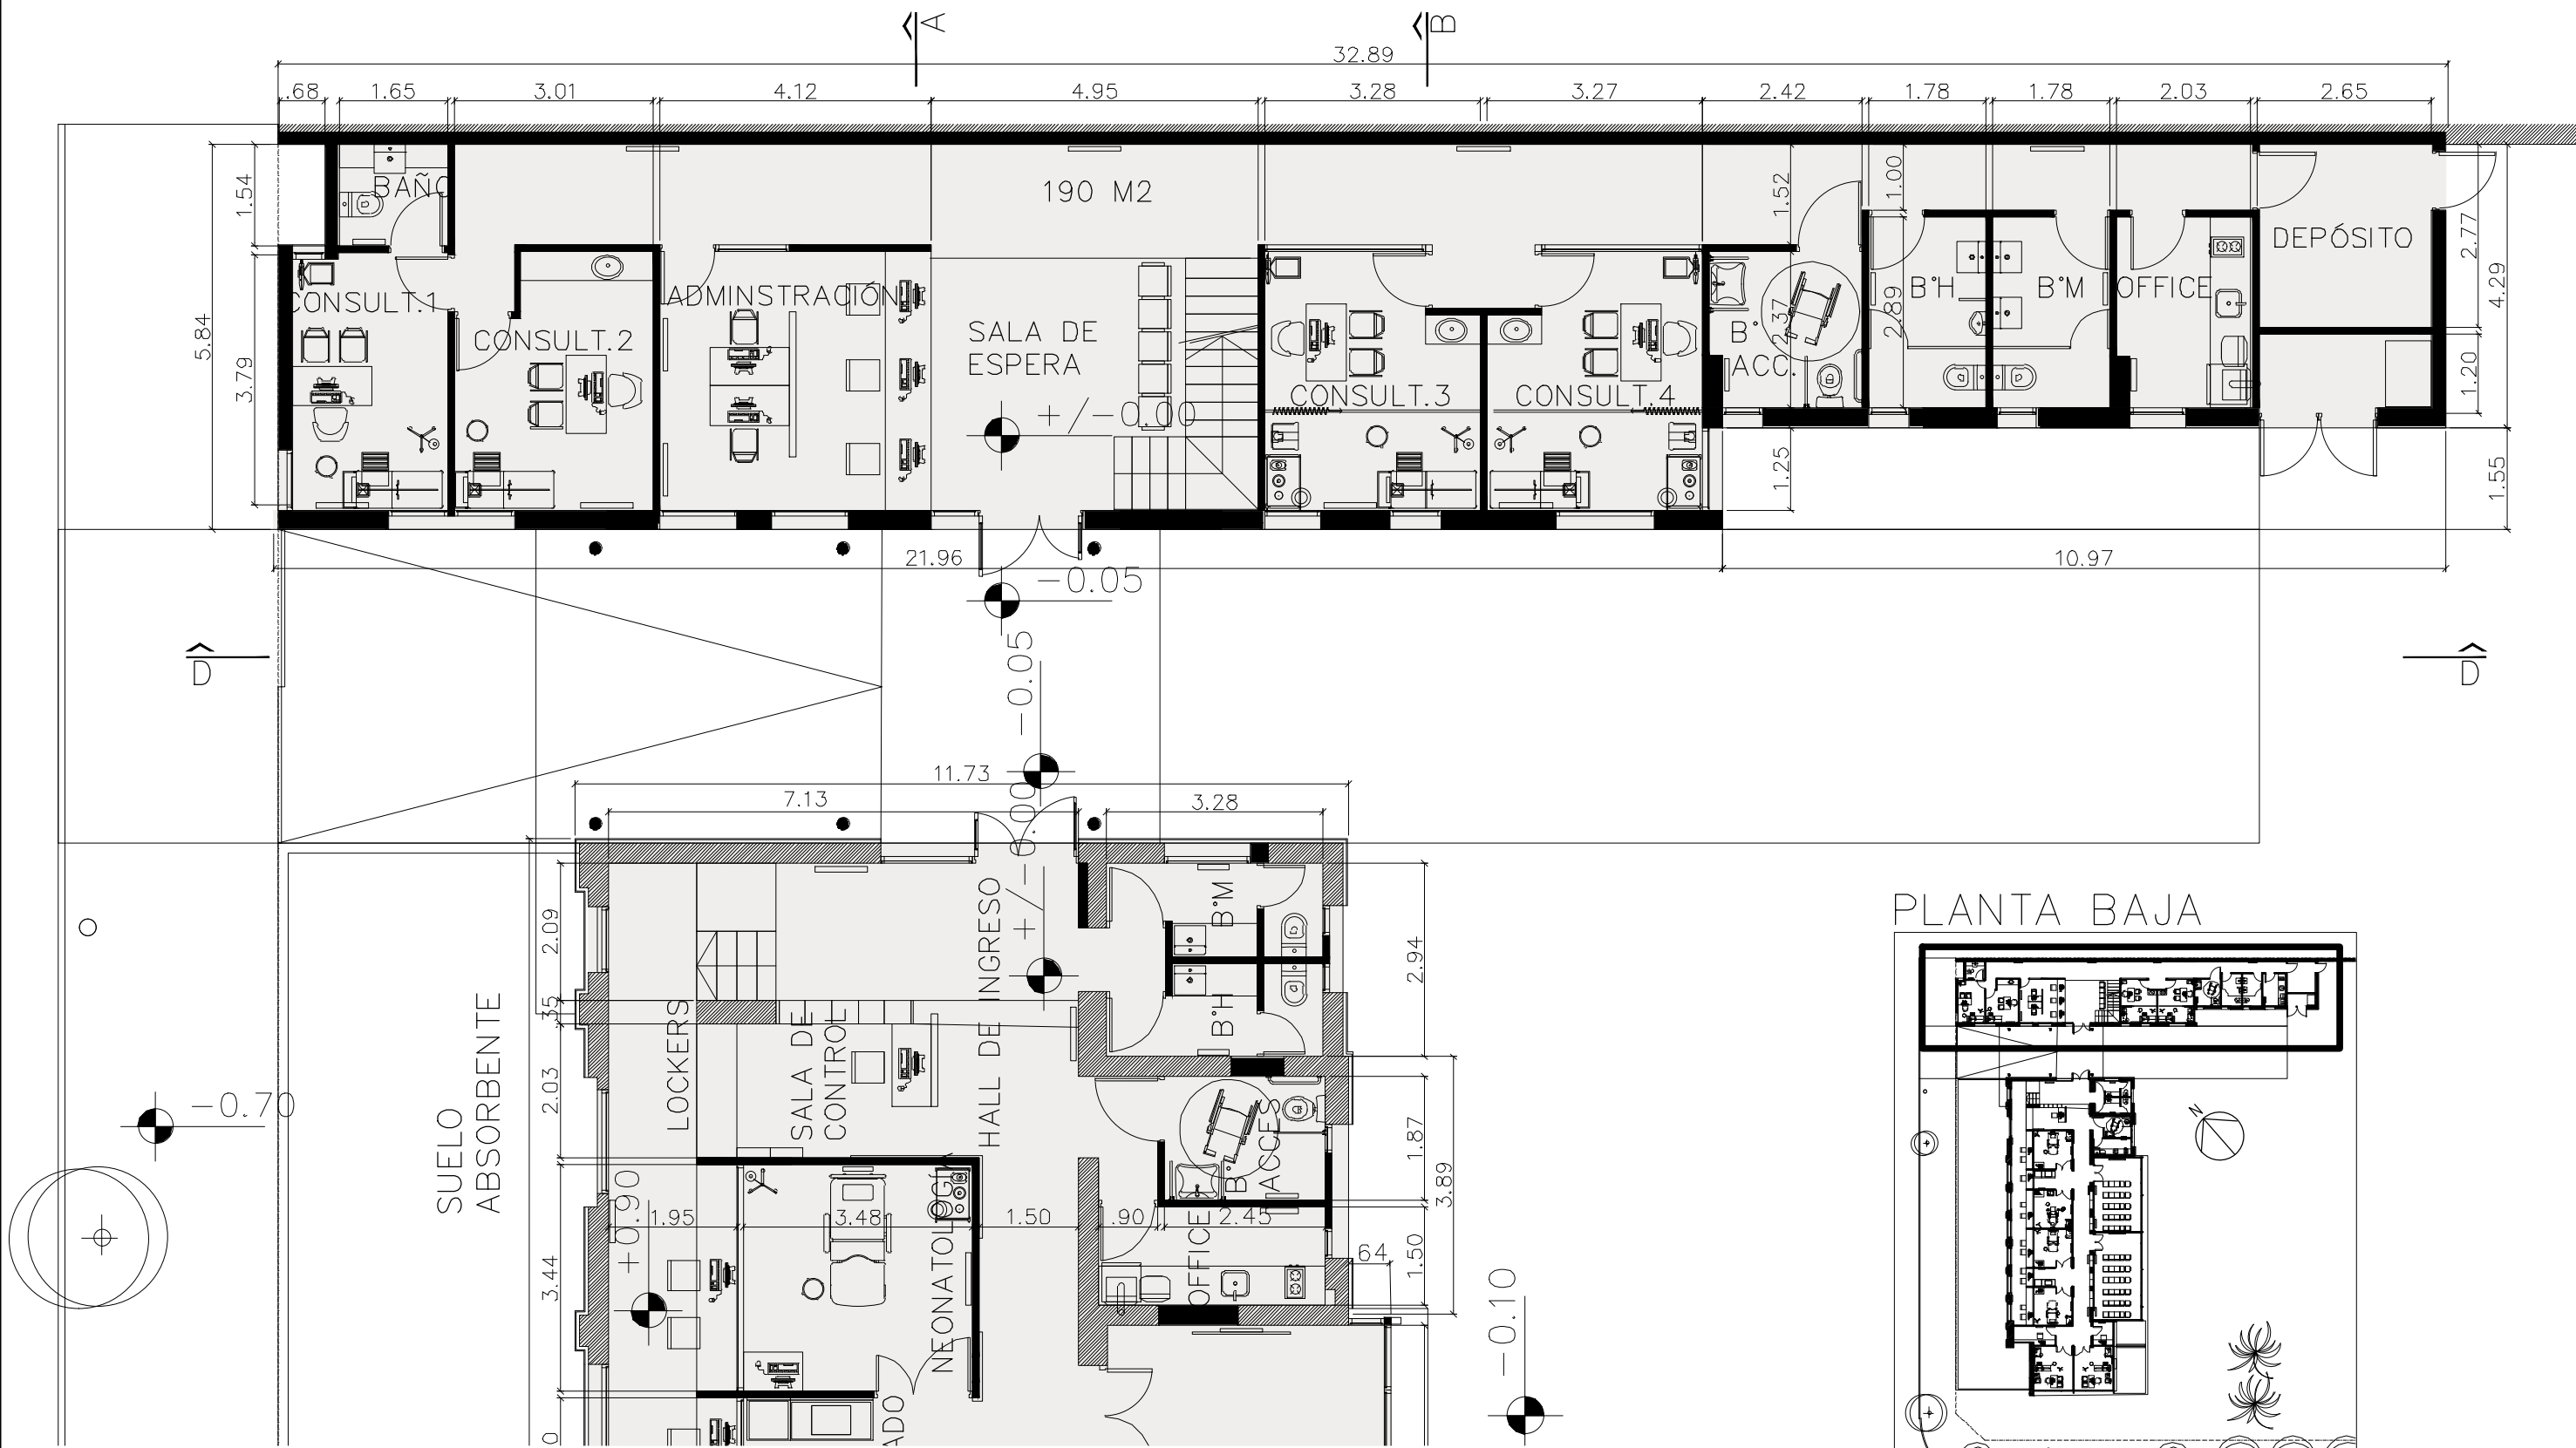 A
B
32.89
.68
1.65
3.01
4.12
4.95
3.28
3.27
2.42
1.78
1.78
2.03
2.65
1.54
BAÑO
190 M2
1.52
1.00
2.77
DEPÓSITO
4.29
CONSULT.1
ADMINSTRACIÓN
B°H
B°M
OFFICE
2.89
5.84
3.79
CONSULT.2
SALA DE
ESPERA
B°
ACC.
2.37
1.20
CONSULT.3
CONSULT.4
+/-0.00
1.25
1.55
21.96
10.97
-0.05
-0.05
D
D
11.73
7.13
3.28
+/-0.00
PLANTA BAJA
2.09
.35
2.03
3.44
HALL DE INGRESO
B°M
B°H
2.94
LOCKERS
SALA DE
CONTROL
SUELO
ABSORBENTE
-0.70
N
1.87
3.89
B°
ACCES
+0.90
1.95
3.48
1.50
.90
2.45
NEONATOLOGÍA
OFFICE
1.50
64
-0.10
ADO
0